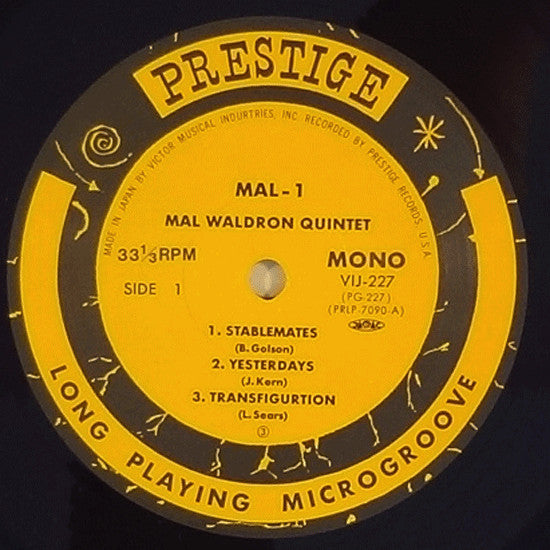 PRESTIGE
MADE IN JAPAN BY VICTOR MUSICAL INDURTRIES, INC. RECORDED BY PRESTIGE RECORDS, U.S.A.
MAL-1
MAL WALDRON QUINTET
33⅓RPM
MONO
SIDE 1
VIJ-227
(PG-227)
(PRLP-7090-A)
1. STABLEMATES
(B. Golson)
2. YESTERDAYS
(J. Kern)
3. TRANSFIGURTION
(L. Sears)
③
LONG PLAYING MICROGROOVE